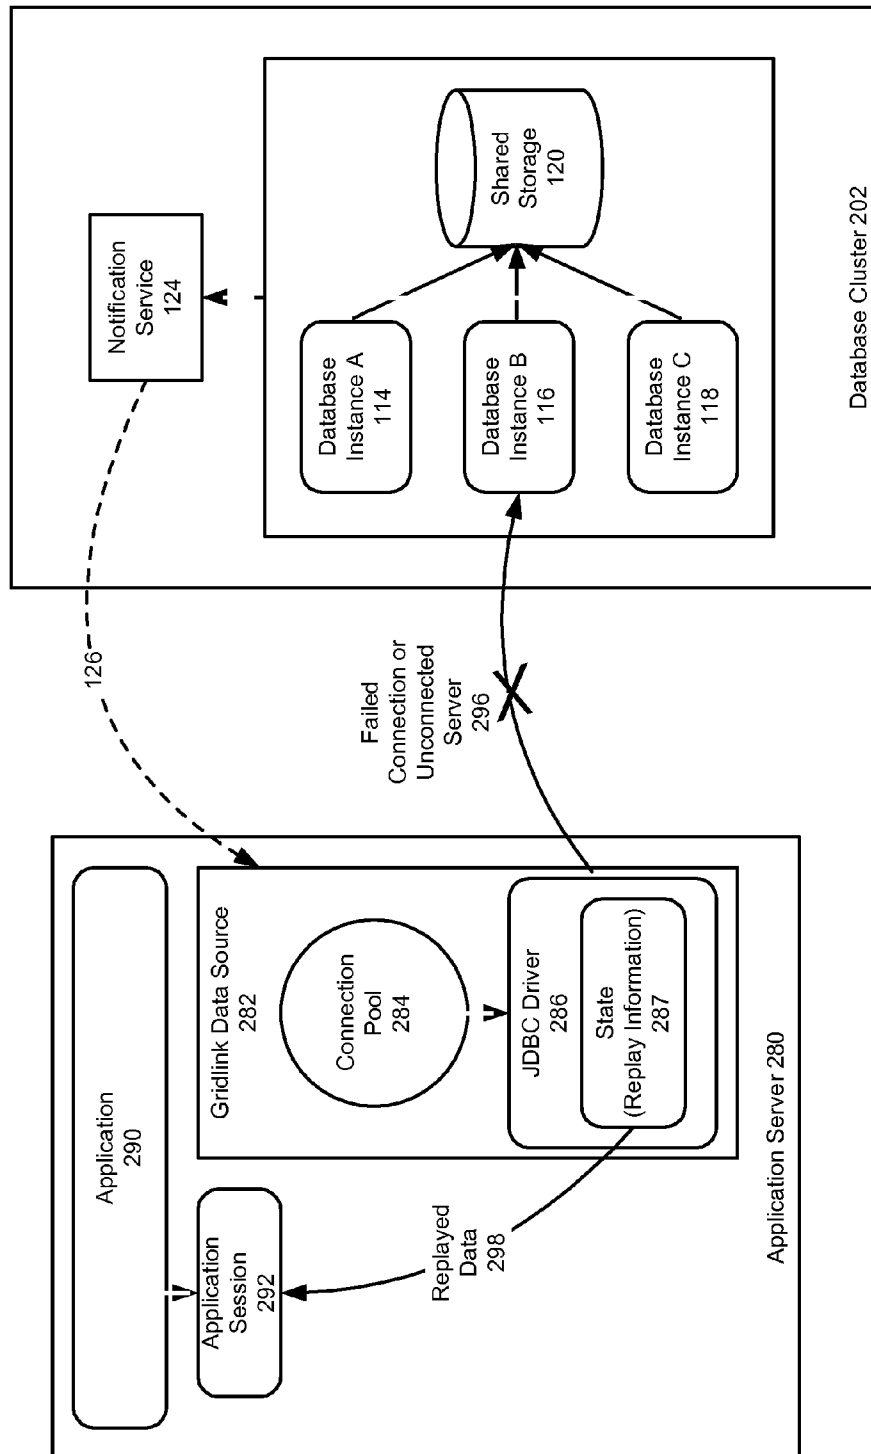 Application
290
Application
Session
292
Gridlink Data Source
282
Connection
Pool
284
JDBC Driver
286
State
(Replay Information)
287
Replayed
Data
298
Application Server 280
126
Failed
Connection or
Unconnected
Server
296
Notification
Service
124
Database
Instance A
114
Database
Instance B
116
Database
Instance C
118
Shared
Storage
120
Database Cluster 202